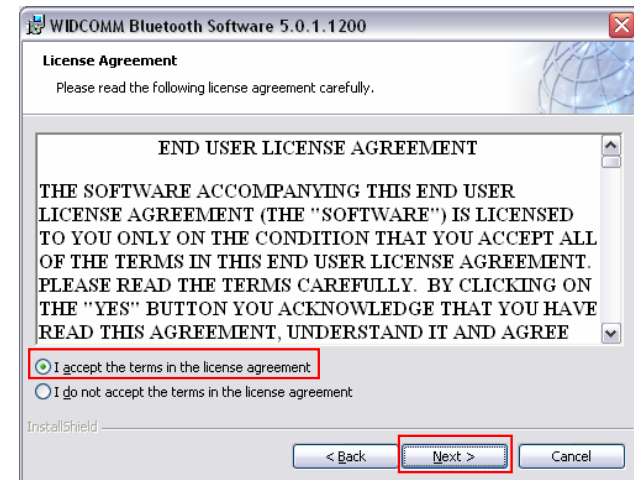 WIDCOMM Bluetooth Software 5.0.1.1200
License Agreement
Please read the following license agreement carefully.
END USER LICENSE AGREEMENT
THE SOFTWARE ACCOMPANYING THIS END USER
LICENSE AGREEMENT (THE "SOFTWARE") IS LICENSED
TO YOU ONLY ON THE CONDITION THAT YOU ACCEPT ALL
OF THE TERMS IN THIS END USER LICENSE AGREEMENT.
PLEASE READ THE TERMS CAREFULLY. BY CLICKING ON
THE "YES" BUTTON YOU ACKNOWLEDGE THAT YOU HAVE
READ THIS AGREEMENT, UNDERSTAND IT AND AGREE
I accept the terms in the license agreement
I do not accept the terms in the license agreement
InstallShield
< Back Next > Cancel